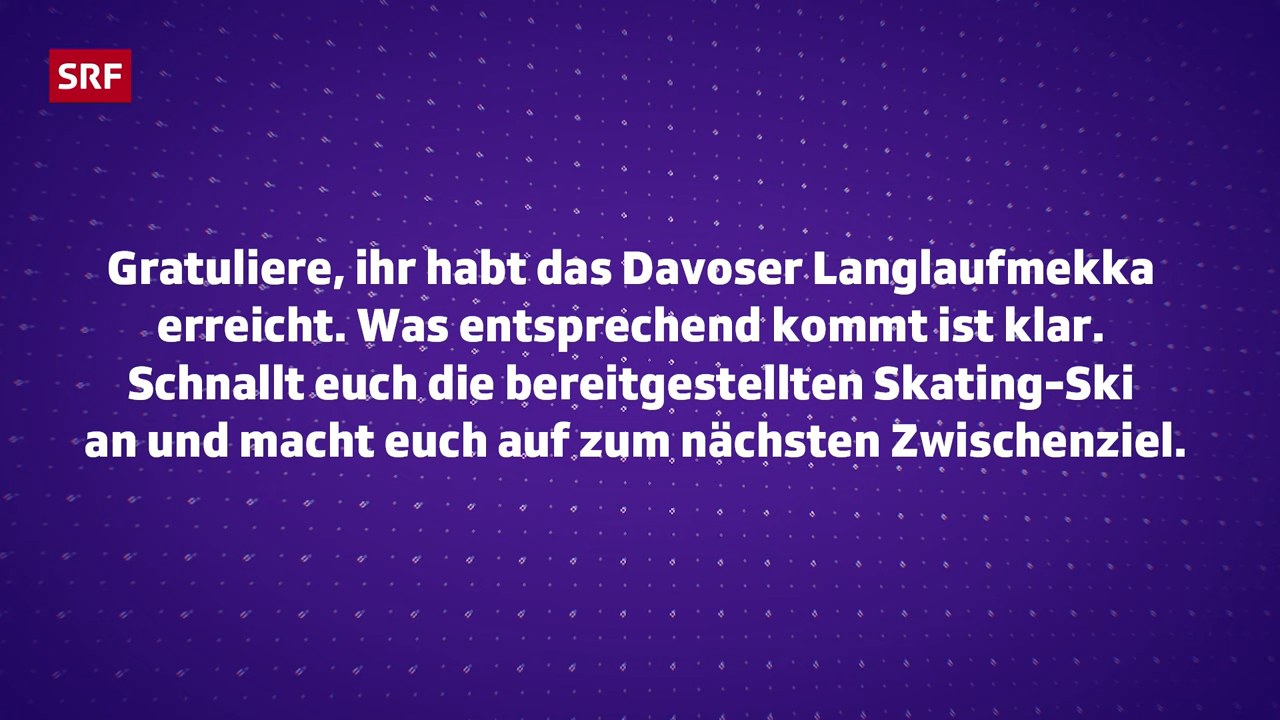 SRF
Gratuliere, ihr habt das Davoser Langlaufmekka
erreicht. Was entsprechend kommt ist klar.
Schnallt euch die bereitgestellten Skating-Ski
an und macht euch auf zum nächsten Zwischenziel.